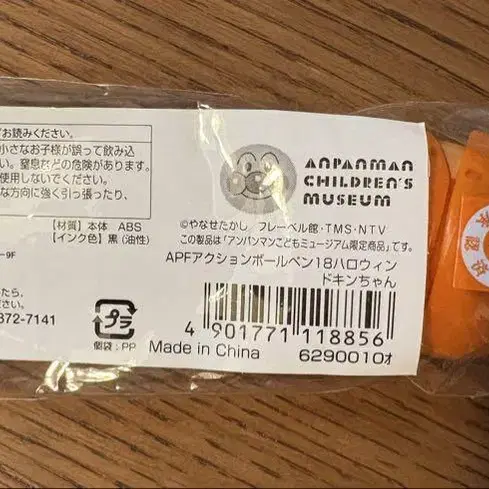 お読みください。
小さなお子様が誤って飲み込
い。窒息などの危険があります。
使用しないでください。
な方向に強く引っ張ったり、
【材質】本体 ABS
【インク色】黒(油性)
-9F
372-7141
プラ
個袋:PP
ANPANMAN
CHILDREN'S
MUSEUM
©やなせたかし フレーベル館・TMS・NTV
この製品は「アンパンマンこどもミュージアム限定商品」です。
APFアクションボールペン18ハロウィン
ドキンちゃん
4 901771 118856
Made in China
6290010オ